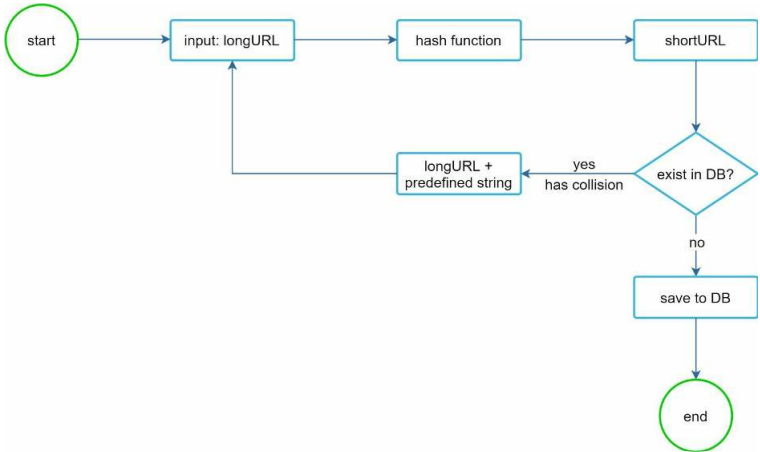 start
input: longURL
hash function
shortURL
longURL +
predefined string
yes
has collision
exist in DB?
no
save to DB
end